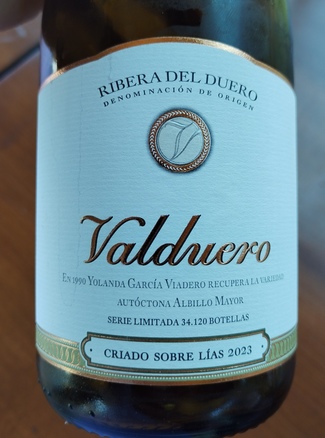 RIBERA DEL DUERO
DENOMINACIÓN DE ORIGEN
Valduero
EN 1990 YOLANDA GARCÍA VIADERO RECUPERA LA VARIEDAD
AUTÓCTONA ALBILLO MAYOR
SERIE LIMITADA 34.120 BOTELLAS
CRIADO SOBRE LÍAS 2023